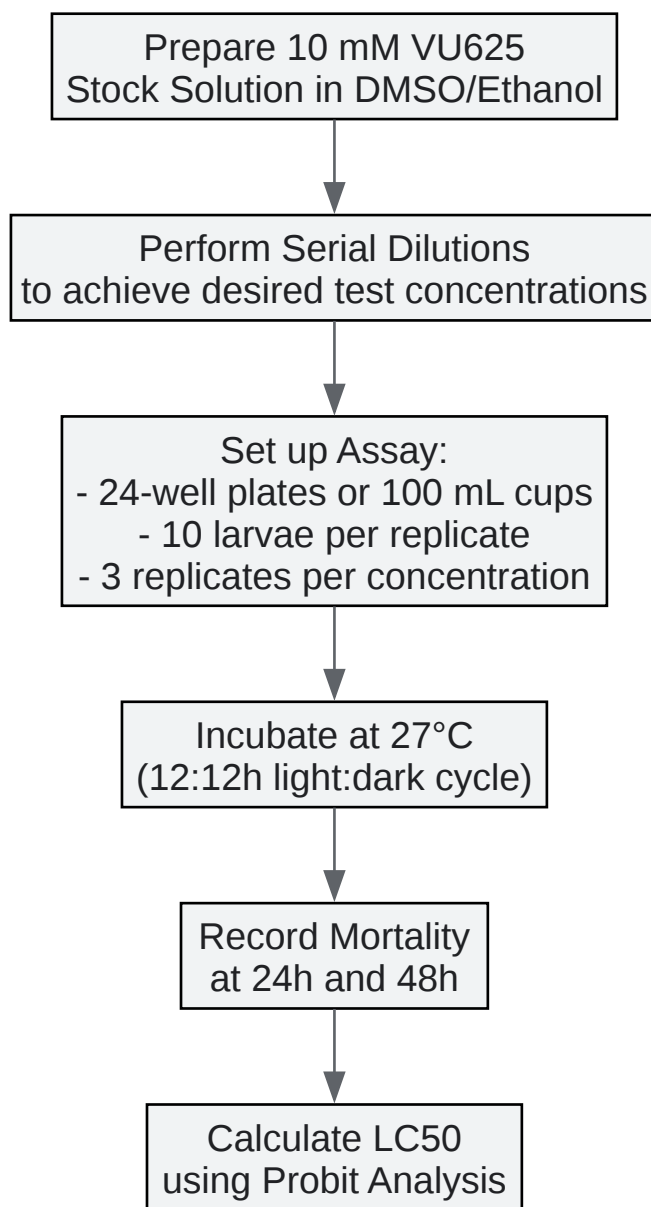 Prepare 10 mM VU625
Stock Solution in DMSO/Ethanol
Perform Serial Dilutions
to achieve desired test concentrations
Set up Assay:
- 24-well plates or 100 mL cups
- 10 larvae per replicate
- 3 replicates per concentration
Incubate at 27°C
(12:12h light:dark cycle)
Record Mortality
at 24h and 48h
Calculate LC50
using Probit Analysis